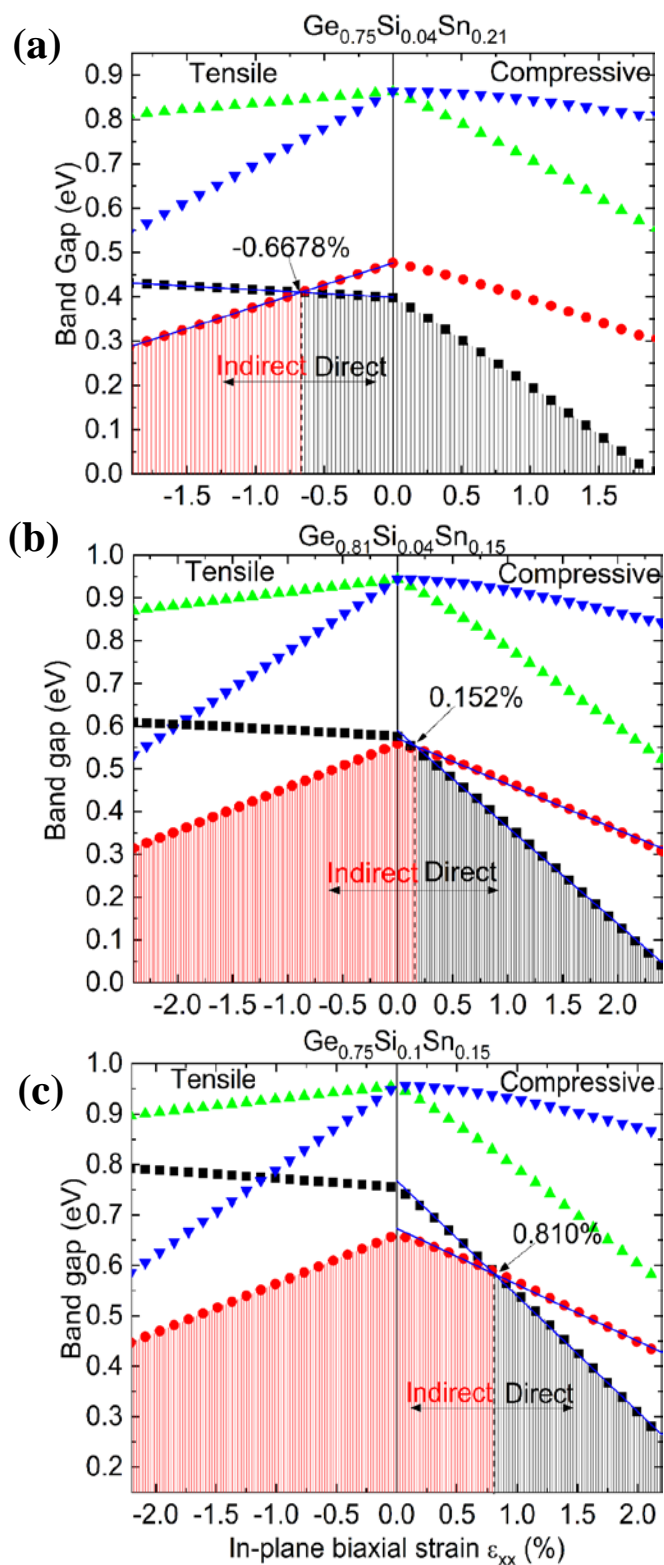 (a)
Ge0.75Si0.04Sn0.21
Tensile
Compressive
0.9
0.8
0.7
0.6
0.5
0.4
0.3
0.2
0.1
0.0
Band Gap (eV)
-0.6678%
Indirect Direct
-1.5 -1.0 -0.5 0.0 0.5 1.0 1.5
(b)
Ge0.81Si0.04Sn0.15
Tensile
Compressive
1.0
0.9
0.8
0.7
0.6
0.5
0.4
0.3
0.2
0.1
0.0
Band gap (eV)
0.152%
Indirect Direct
-2.0 -1.5 -1.0 -0.5 0.0 0.5 1.0 1.5 2.0
(c)
Ge0.75Si0.1Sn0.15
Tensile
Compressive
1.0
0.9
0.8
0.7
0.6
0.5
0.4
0.3
0.2
Band gap (eV)
0.810%
Indirect Direct
-2.0 -1.5 -1.0 -0.5 0.0 0.5 1.0 1.5 2.0
In-plane biaxial strain εxx (%)